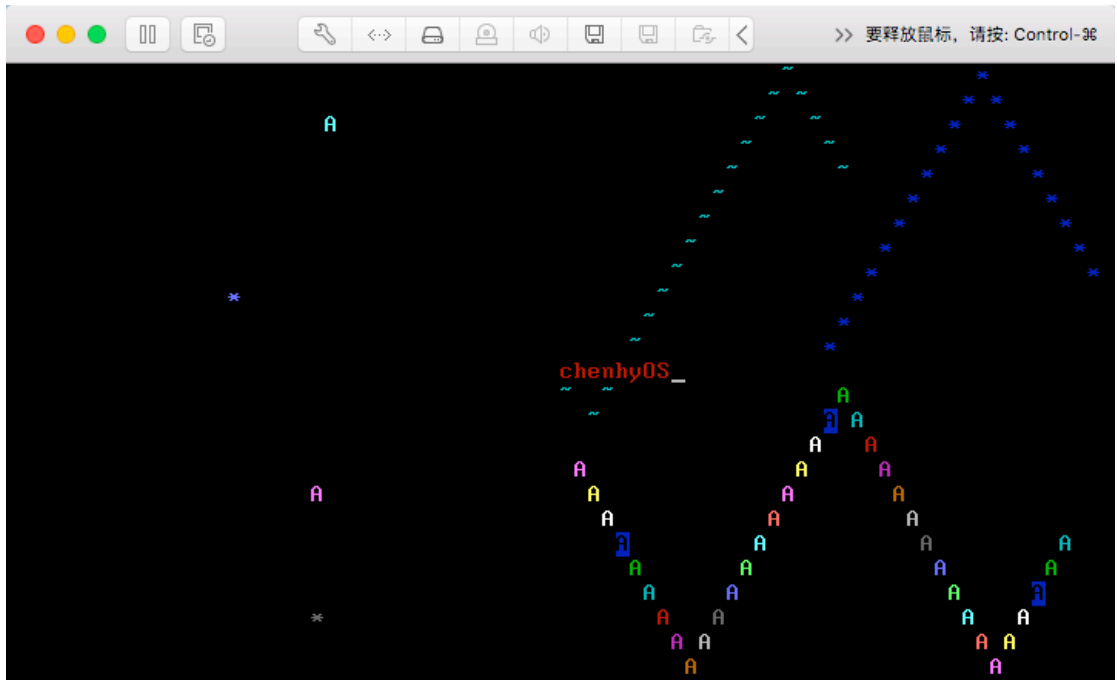 >> 要释放鼠标，请按: Control-⌘
~ *
~ ~ * *
A ~ ~ * *
~ ~ * *
~ ~ * *
~ * *
~ * *
~ * *
~ * *
* ~ *
~ *
~ *
chenhyOS_
~ ~ A
~ A A
A A
A A A
A A A A
A A A
A A A A
A A A A
A A A A
* A A A A
A A A A
A A